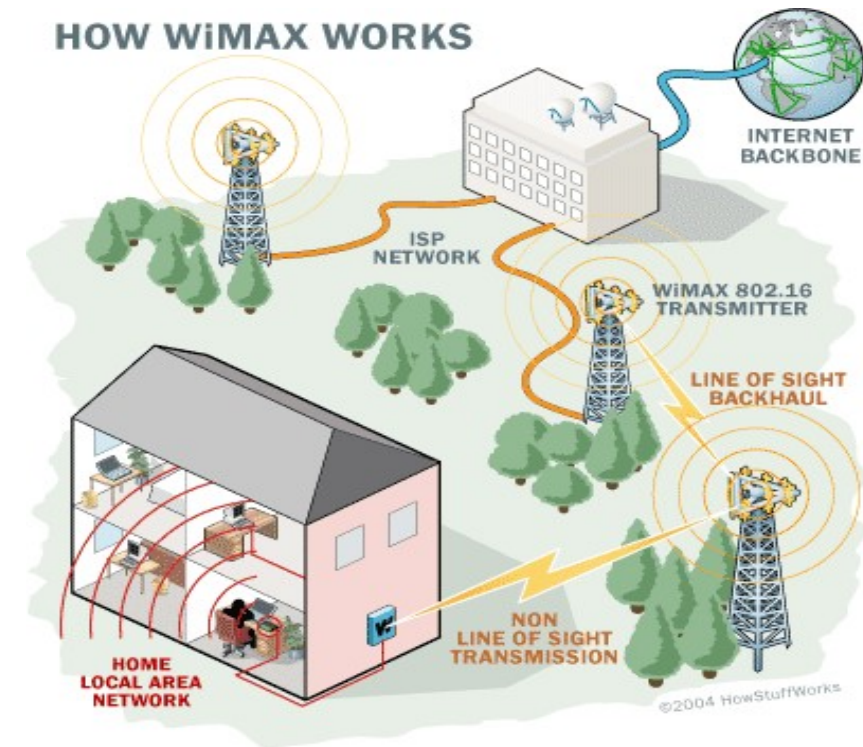 HOW WiMAX WORKS
INTERNET
BACKBONE
ISP
NETWORK
WiMAX 802.16
TRANSMITTER
LINE OF SIGHT
BACKHAUL
NON
LINE OF SIGHT
TRANSMISSION
HOME
LOCAL AREA
NETWORK
©2004 HowStuffWorks